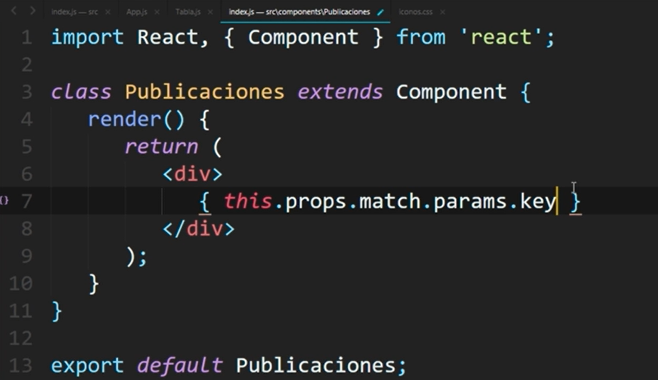 index.js — src App.js Tabla.js index.js — src\components\Publicaciones iconos.css
1 import React, { Component } from 'react';
2
3 class Publicaciones extends Component {
4 render() {
5 return (
6 <div>
7 { this.props.match.params.key }
8 </div>
9 );
10 }
11 }
12
13 export default Publicaciones;